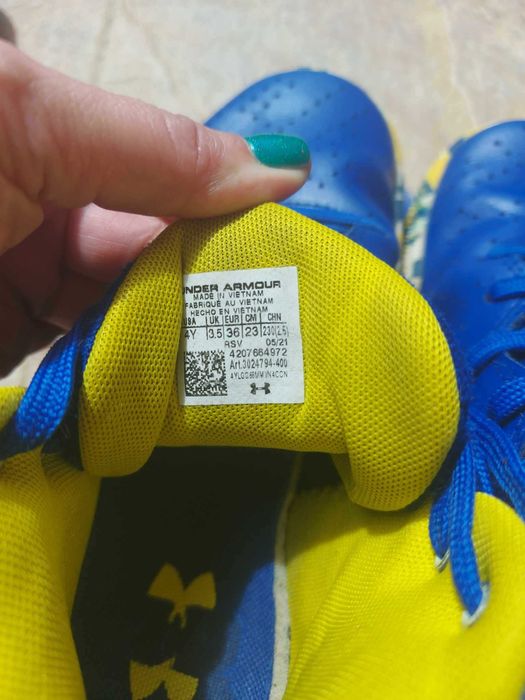 UNDER ARMOUR
MADE IN VIETNAM
FABRIQUÉ AU VIETNAM
HECHO EN VIETNAM
USA UK EUR CM CHN
4Y 3.5 36 23 230(2.5)
RSV 05/21
4207664972
Art.3024794-400